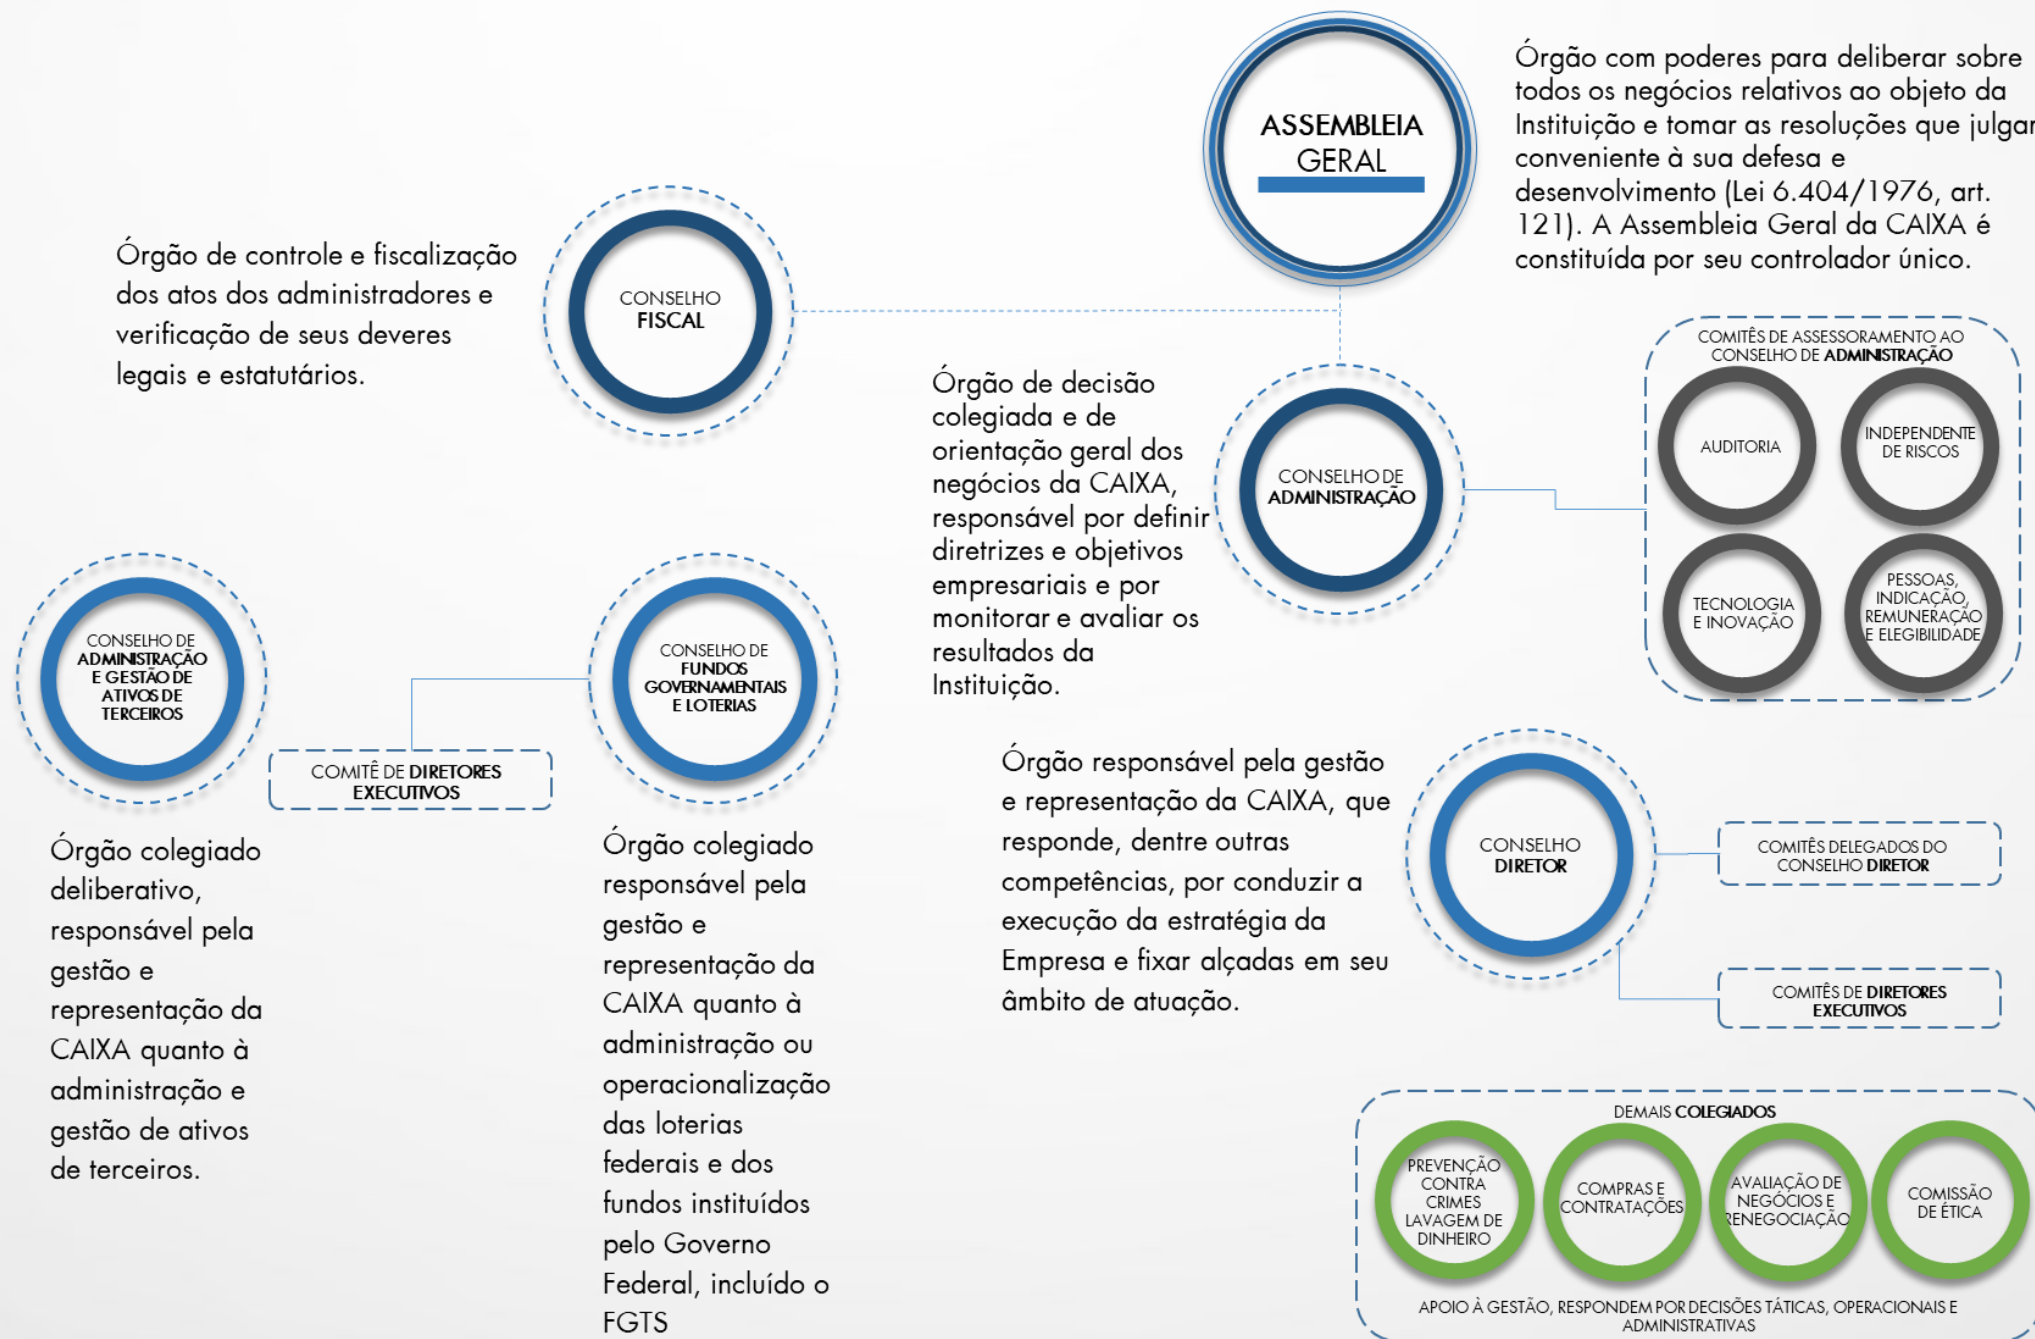 ASSEMBLEIA
GERAL
Órgão com poderes para deliberar sobre
todos os negócios relativos ao objeto da
Instituição e tomar as resoluções que julgar
conveniente à sua defesa e
desenvolvimento (Lei 6.404/1976, art.
121). A Assembleia Geral da CAIXA é
constituída por seu controlador único.
Órgão de controle e fiscalização
dos atos dos administradores e
verificação de seus deveres
legais e estatutários.
CONSELHO
FISCAL
Órgão de decisão
colegiada e de
orientação geral dos
negócios da CAIXA,
responsável por definir
diretrizes e objetivos
empresariais e por
monitorar e avaliar os
resultados da
Instituição.
CONSELHO DE
ADMINISTRAÇÃO
COMITÊS DE ASSESSORAMENTO AO
CONSELHO DE ADMINISTRAÇÃO
AUDITORIA
INDEPENDENTE
DE RISCOS
TECNOLOGIA
E INOVAÇÃO
PESSOAS,
INDICAÇÃO,
REMUNERAÇÃO
E ELEGIBILIDADE
CONSELHO DE
ADMINISTRAÇÃO
E GESTÃO DE
ATIVOS DE
TERCEIROS
COMITÊ DE DIRETORES
EXECUTIVOS
CONSELHO DE
FUNDOS
GOVERNAMENTAIS
E LOTERIAS
Órgão colegiado
deliberativo,
responsável pela
gestão e
representação da
CAIXA quanto à
administração e
gestão de ativos
de terceiros.
Órgão colegiado
responsável pela
gestão e
representação da
CAIXA quanto à
administração ou
operacionalização
das loterias
federais e dos
fundos instituídos
pelo Governo
Federal, incluído o
FGTS
Órgão responsável pela gestão
e representação da CAIXA, que
responde, dentre outras
competências, por conduzir a
execução da estratégia da
Empresa e fixar alçadas em seu
âmbito de atuação.
CONSELHO
DIRETOR
COMITÊS DELEGADOS DO
CONSELHO DIRETOR
COMITÊS DE DIRETORES
EXECUTIVOS
DEMAIS COLEGIADOS
PREVENÇÃO
CONTRA
CRIMES
LAVAGEM DE
DINHEIRO
COMPRAS E
CONTRATAÇÕES
AVALIAÇÃO DE
NEGÓCIOS E
RENEGOCIAÇÃO
COMISSÃO
DE ÉTICA
APOIO À GESTÃO, RESPONDEM POR DECISÕES TÁTICAS, OPERACIONAIS E
ADMINISTRATIVAS